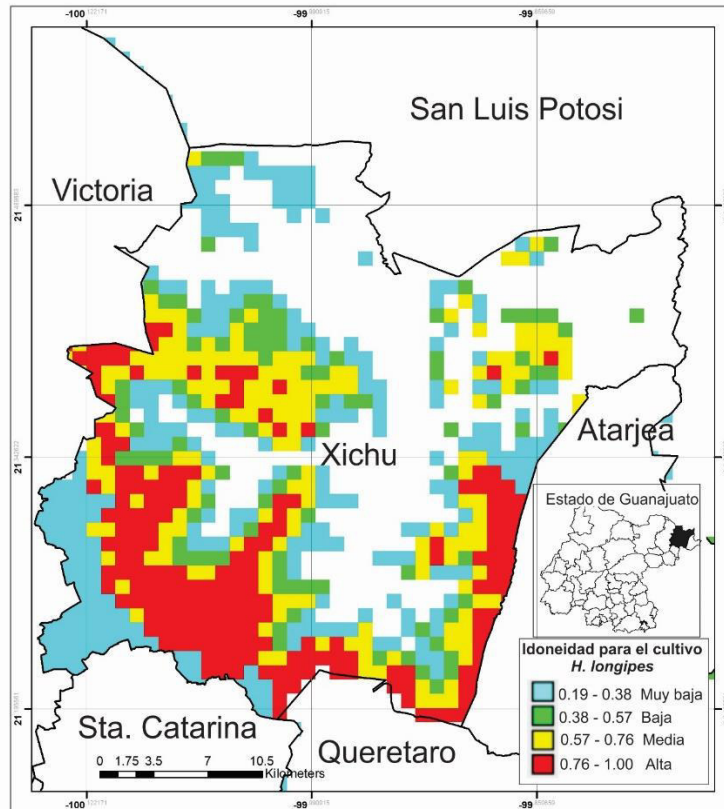 -100 -99 -99
San Luis Potosi
Victoria
21
21
Xichu
Atarjea
Estado de Guanajuato
Idoneidad para el cultivo
H. longipes
0.19 - 0.38 Muy baja
0.38 - 0.57 Baja
0.57 - 0.76 Media
0.76 - 1.00 Alta
21
Sta. Catarina
Queretaro
0 1.75 3.5 7 10.5
Kilometers
-100 -99 -99